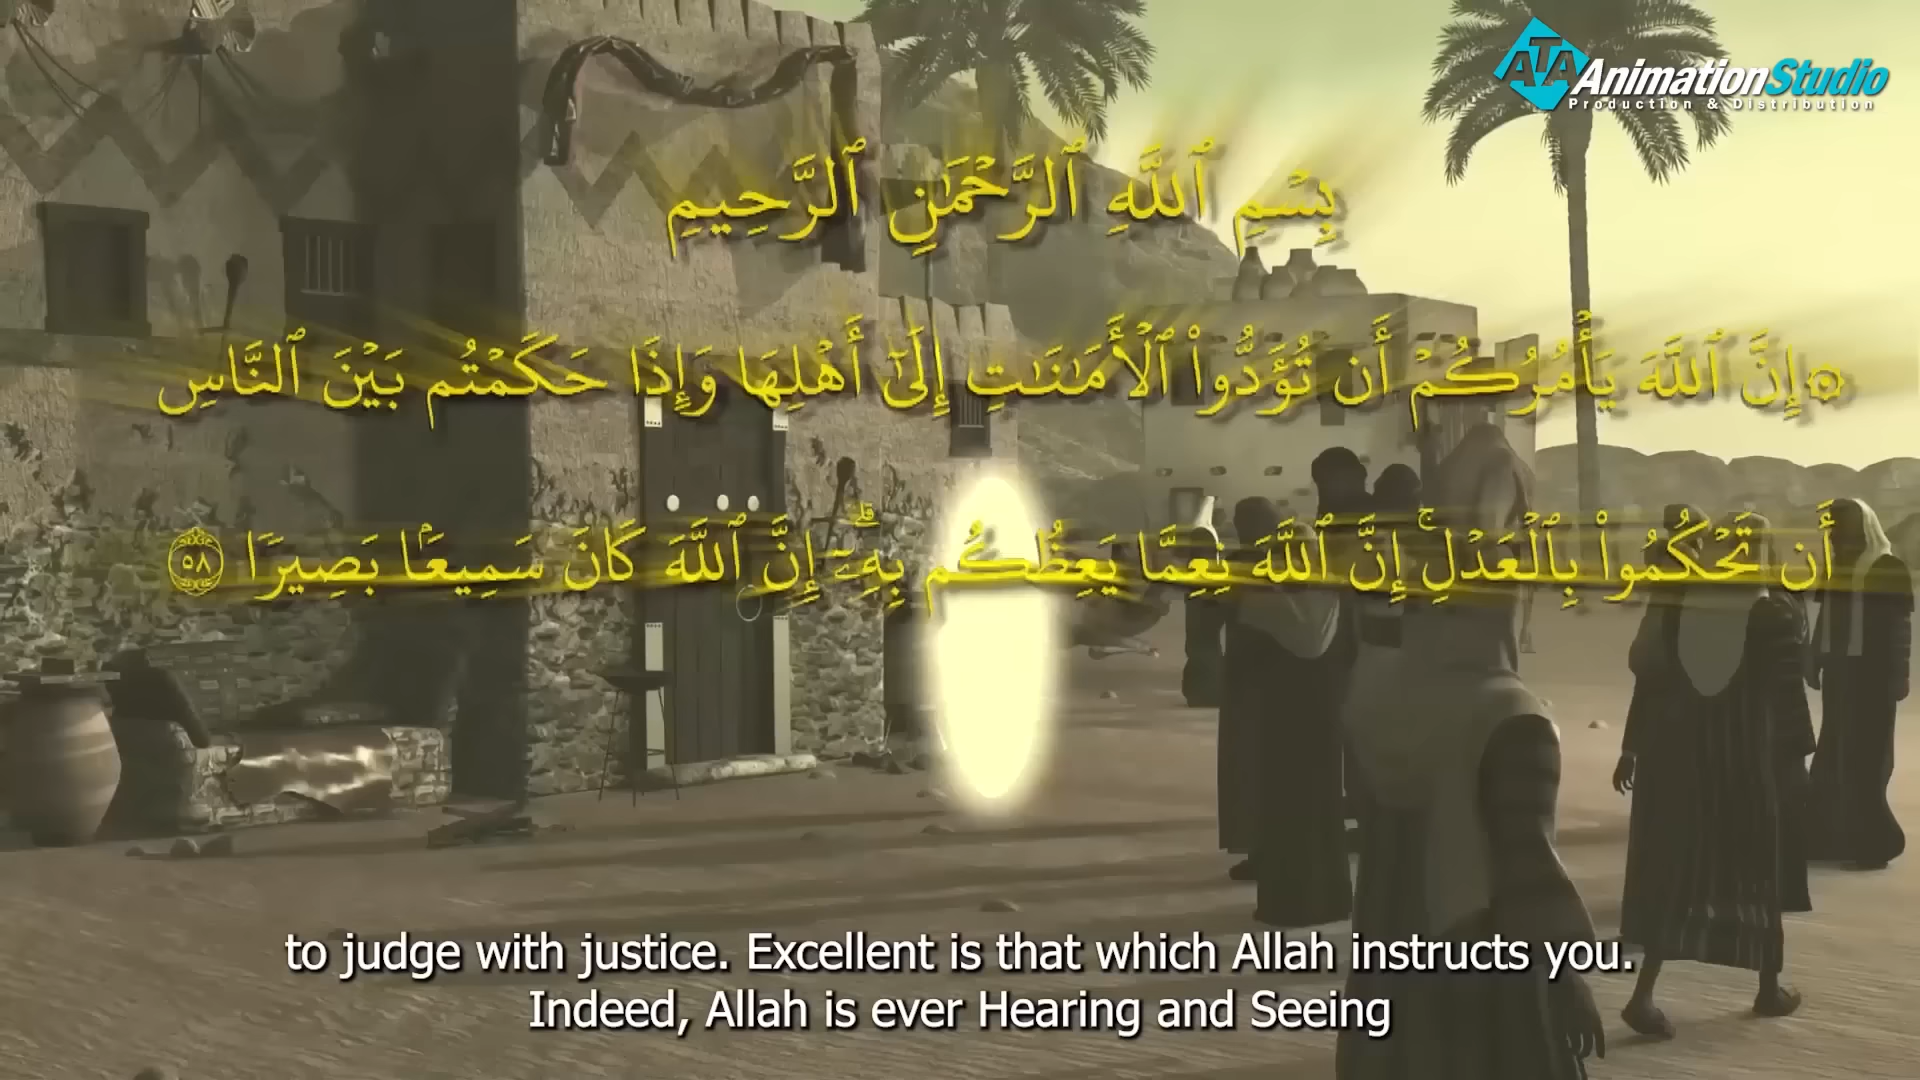 ATA AnimationStudio
Production & Distribution
بِسْمِ ٱللَّهِ ٱلرَّحْمَٰنِ ٱلرَّحِيمِ
۞ إِنَّ ٱللَّهَ يَأْمُرُكُمْ أَن تُؤَدُّوا۟ ٱلْأَمَٰنَٰتِ إِلَىٰٓ أَهْلِهَا وَإِذَا حَكَمْتُم بَيْنَ ٱلنَّاسِ
أَن تَحْكُمُوا۟ بِٱلْعَدْلِ ۚ إِنَّ ٱللَّهَ نِعِمَّا يَعِظُكُم بِهِۦٓ ۗ إِنَّ ٱللَّهَ كَانَ سَمِيعًۢا بَصِيرًا ٥٨
to judge with justice. Excellent is that which Allah instructs you.
Indeed, Allah is ever Hearing and Seeing